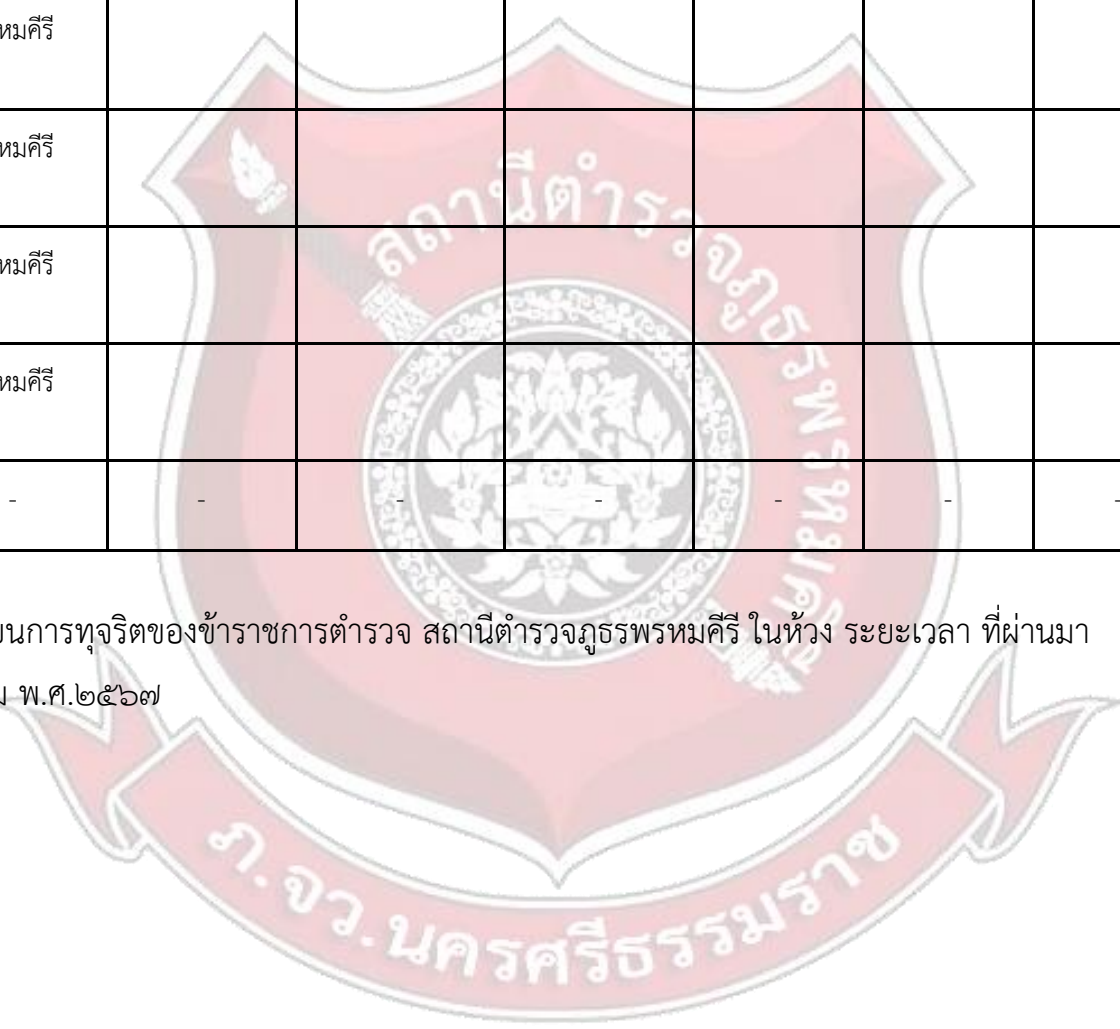 หมคีรี
หมคีรี
หมคีรี
หมคีรี
- - - - - - -
ยนการทุจริตของข้าราชการตำรวจ สถานีตำรวจภูธรพรหมคีรี ในห้วง ระยะเวลา ที่ผ่านมา
ม พ.ศ.๒๕๖๗
สถานีตำรวจภูธรพรหมคีรี
ภ.จว.นครศรีธรรมราช